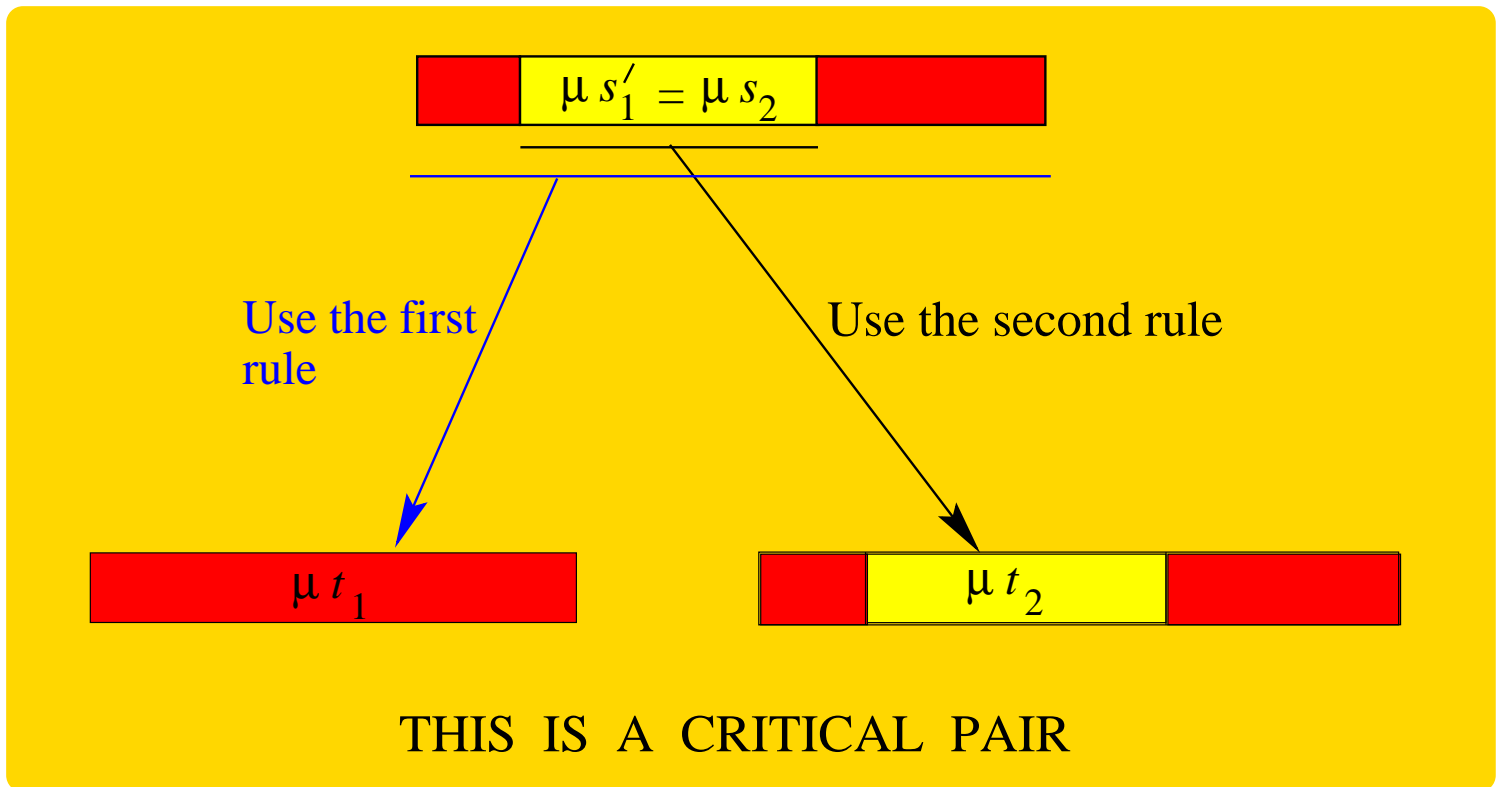 μ s′₁ = μ s₂
Use the first
rule
Use the second rule
μ t₁
μ t₂
THIS IS A CRITICAL PAIR